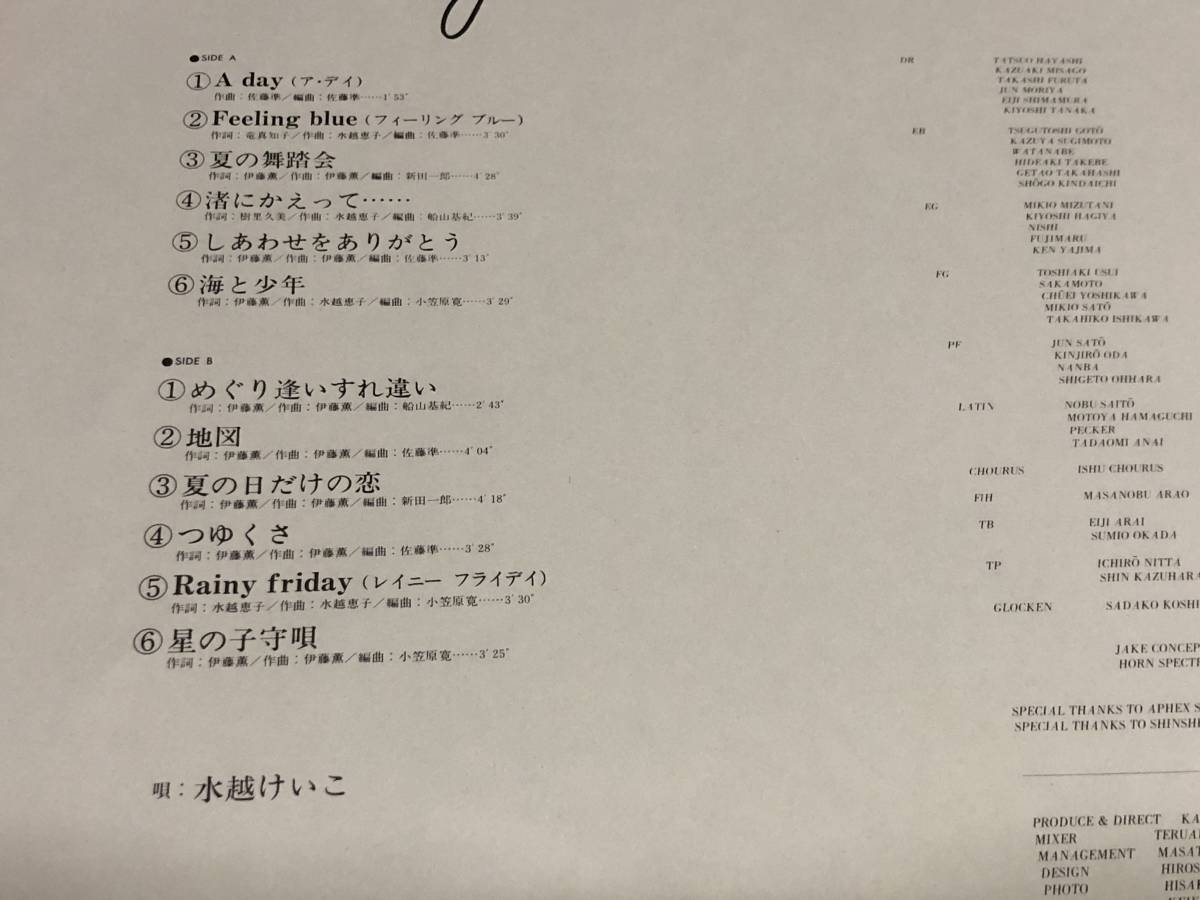 ●SIDE A
①A day（ア・デイ）
作曲：佐藤準／編曲：佐藤準……1′53″
②Feeling blue（フィーリング ブルー）
作詞：竜真知子／作曲：水越恵子／編曲：佐藤準……3′30″
③夏の舞踏会
作詞：伊藤薫／作曲：伊藤薫／編曲：新田一郎……4′28″
④渚にかえって……
作詞：樹里久美／作曲：水越恵子／編曲：船山基紀……3′39″
⑤しあわせをありがとう
作詞：伊藤薫／作曲：伊藤薫／編曲：佐藤準……3′13″
⑥海と少年
作詞：伊藤薫／作曲：水越恵子／編曲：小笠原寛……3′29″
●SIDE B
①めぐり逢いすれ違い
作詞：伊藤薫／作曲：伊藤薫／編曲：船山基紀……2′43″
②地図
作詞：伊藤薫／作曲：伊藤薫／編曲：佐藤準……4′04″
③夏の日だけの恋
作詞：伊藤薫／作曲：伊藤薫／編曲：新田一郎……4′18″
④つゆくさ
作詞：伊藤薫／作曲：伊藤薫／編曲：佐藤準……3′28″
⑤Rainy friday（レイニー フライデイ）
作詞：水越恵子／作曲：水越恵子／編曲：小笠原寛……3′30″
⑥星の子守唄
作詞：伊藤薫／作曲：伊藤薫／編曲：小笠原寛……3′25″
唄：水越けいこ
DR TATSUO HAYASHI
KAZUAKI MISAGO
TAKASHI FURUTA
JUN MORIYA
EIJI SHIMAMURA
KIYOSHI TANAKA
EB TSUGUTOSHI GOTŌ
KAZUYA SUGIMOTO
WATANABE
HIDEAKI TAKEBE
GETAO TAKAHASHI
SHŌGO KINDAICHI
EG MIKIO MIZUTANI
KIYOSHI HAGIYA
NISHI
FUJIMARU
KEN YAJIMA
FG TOSHIAKI USUI
SAKAMOTO
CHŪEI YOSHIKAWA
MIKIO SATŌ
TAKAHIKO ISHIKAWA
PF JUN SATŌ
KINJIRŌ ODA
NANBA
SHIGETO OHHARA
LATIN NOBU SAITŌ
MOTOYA HAMAGUCHI
PECKER
TADAOMI ANAI
CHOURUS ISHU CHOURUS
FlH MASANOBU ARAO
TB EIJI ARAI
SUMIO OKADA
TP ICHIRŌ NITTA
SHIN KAZUHARA
GLOCKEN SADAKO KOSHI
JAKE CONCEP
HORN SPECTR
SPECIAL THANKS TO APHEX S
SPECIAL THANKS TO SHINSHI
PRODUCE & DIRECT KA
MIXER TERUA
MANAGEMENT MASAT
DESIGN HIROS
PHOTO HISA